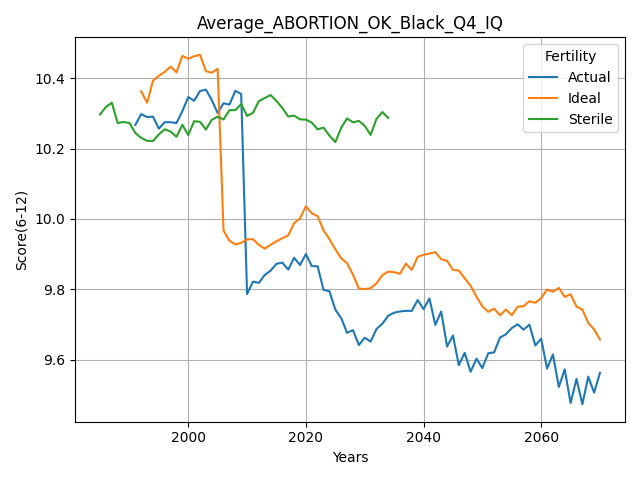 Average_ABORTION_OK_Black_Q4_IQ
Fertility
Actual
Ideal
Sterile
Score(6-12)
10.4
10.2
10.0
9.8
9.6
2000
2020
2040
2060
Years